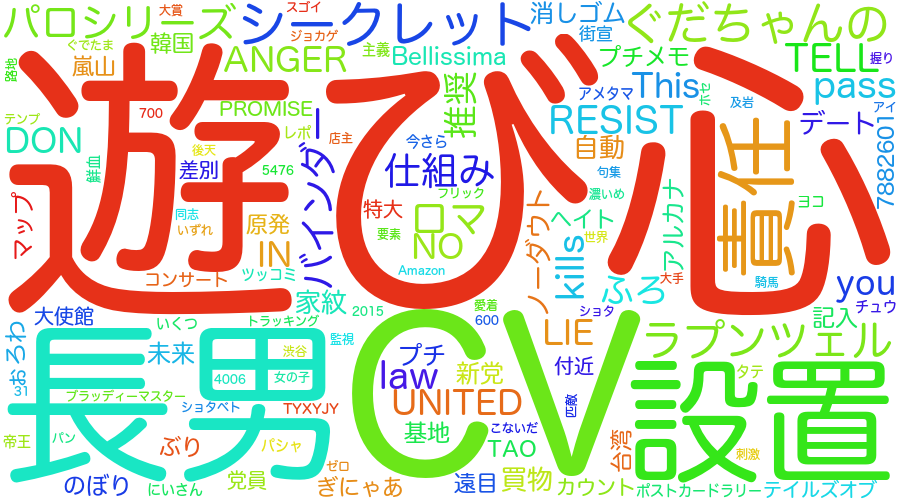 スゴイ
大賞
パロシリーズ
シークレット
消しゴム
ぐだちゃんの
ジョカゲ
街宣
ぐでたま
韓国
ANGER
主義
Bellissima
プチメモ
TELL
握り
路地
嵐山
This
pass
アメタマ
ポセ
及岩
アイ
テンプ
700
PROMISE
推奨
RESIST
デート
7882601
DON
レポ
店主
今さら
自動
遊び心
後天
バインダー
仕組み
句集
責任
鮮血
差別
5476
フリック
濃いめ
アルカナ
ヨコ
マップ
同志
いずれ
原発
特大
ロマ
ノーダウト
ヘイト
要素
NO
世界
IN
コンサート
ツッコミ
Amazon
kills
大手
騎馬
you
家紋
2015
愛着
600
ショタ
ふろ
チュウ
記入
大使館
いくつ
トラッキング
おろわ
未来
渋谷
監視
プチ
LIE
ラプンツェル
長男
CV
設置
31
4006
女の子
law
新党
付近
タテ
ブラッディーマスター
ショタベト
TYXYJY
UNITED
匹敵
帝王
パン
ぶり
パシャ
基地
こないだ
TAO
台湾
刺激
ゼロ
のぼり
にいさん
党員
ぎにゃあ
遠目
買物
カウント
ポストカードラリー
テイルズオブ